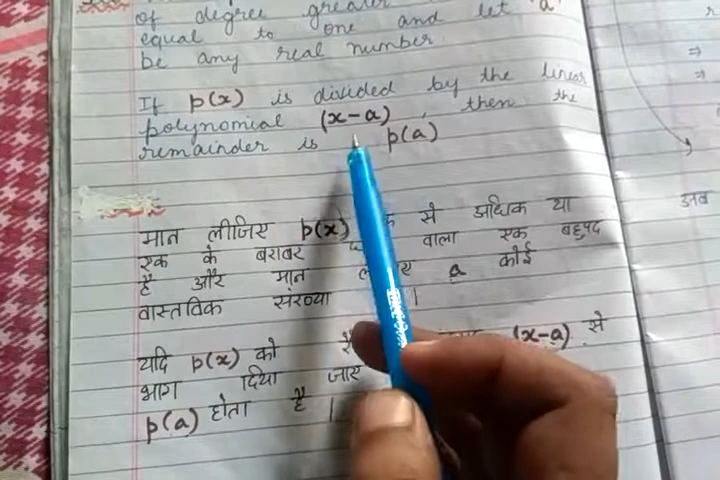 of degree greater
equal to one and let 'a'
be any real number
If p(x) is divided by the linear
polynomial (x-a), then the
remainder is p(a)
मान लीजिए p(x) से अधिक या
एक के बराबर वाला एक बहुपद
है और मान a कोई
वास्तविक संख्या ।
यदि p(x) को (x-a) से
भाग दिया जाए
p(a) होता है ।
अब